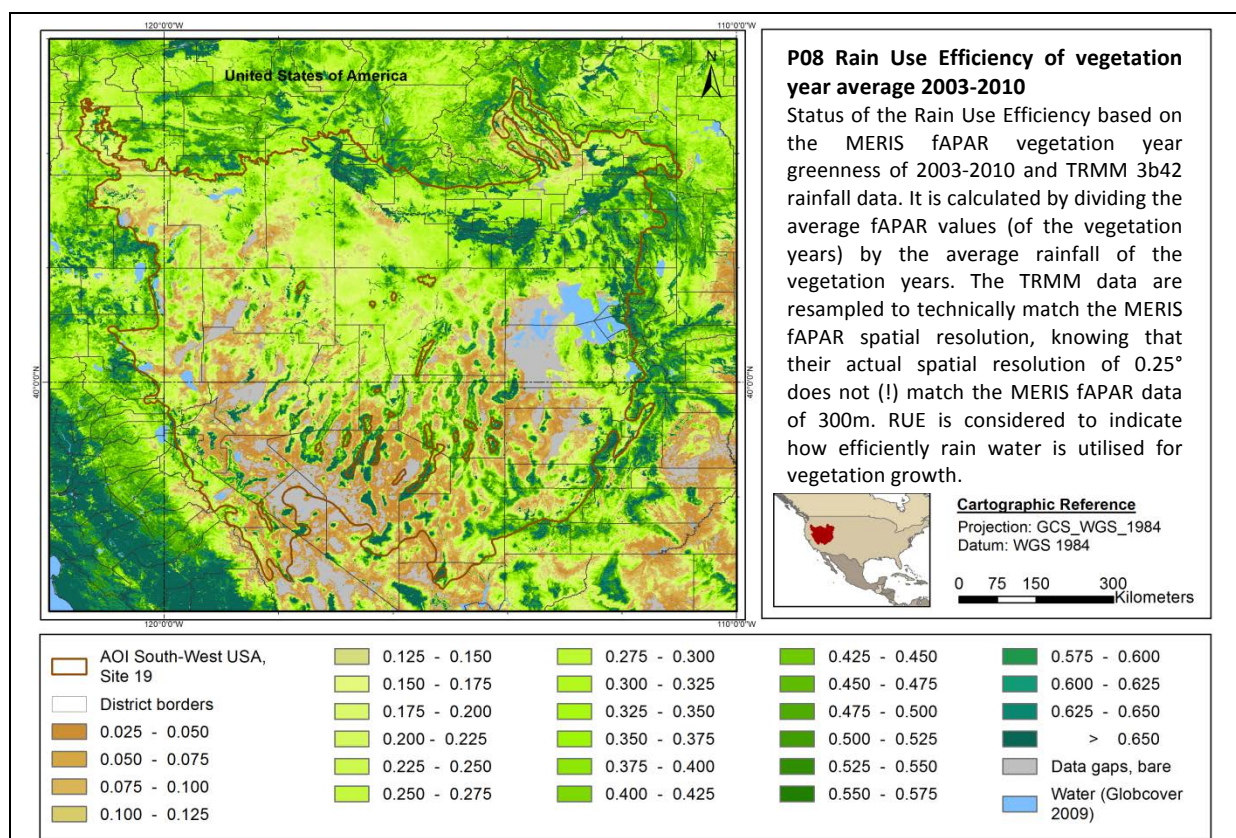 120°0'0"W
110°0'0"W
United States of America
N
40°0'0"N
40°0'0"N
120°0'0"W
110°0'0"W
P08 Rain Use Efficiency of vegetation
year average 2003-2010
Status of the Rain Use Efficiency based on
the MERIS fAPAR vegetation year
greenness of 2003-2010 and TRMM 3b42
rainfall data. It is calculated by dividing the
average fAPAR values (of the vegetation
years) by the average rainfall of the
vegetation years. The TRMM data are
resampled to technically match the MERIS
fAPAR spatial resolution, knowing that
their actual spatial resolution of 0.25°
does not (!) match the MERIS fAPAR data
of 300m. RUE is considered to indicate
how efficiently rain water is utilised for
vegetation growth.
Cartographic Reference
Projection: GCS_WGS_1984
Datum: WGS 1984
0 75 150 300
Kilometers
AOI South-West USA,
Site 19
District borders
0.025 - 0.050
0.050 - 0.075
0.075 - 0.100
0.100 - 0.125
0.125 - 0.150
0.150 - 0.175
0.175 - 0.200
0.200 - 0.225
0.225 - 0.250
0.250 - 0.275
0.275 - 0.300
0.300 - 0.325
0.325 - 0.350
0.350 - 0.375
0.375 - 0.400
0.400 - 0.425
0.425 - 0.450
0.450 - 0.475
0.475 - 0.500
0.500 - 0.525
0.525 - 0.550
0.550 - 0.575
0.575 - 0.600
0.600 - 0.625
0.625 - 0.650
> 0.650
Data gaps, bare
Water (Globcover
2009)